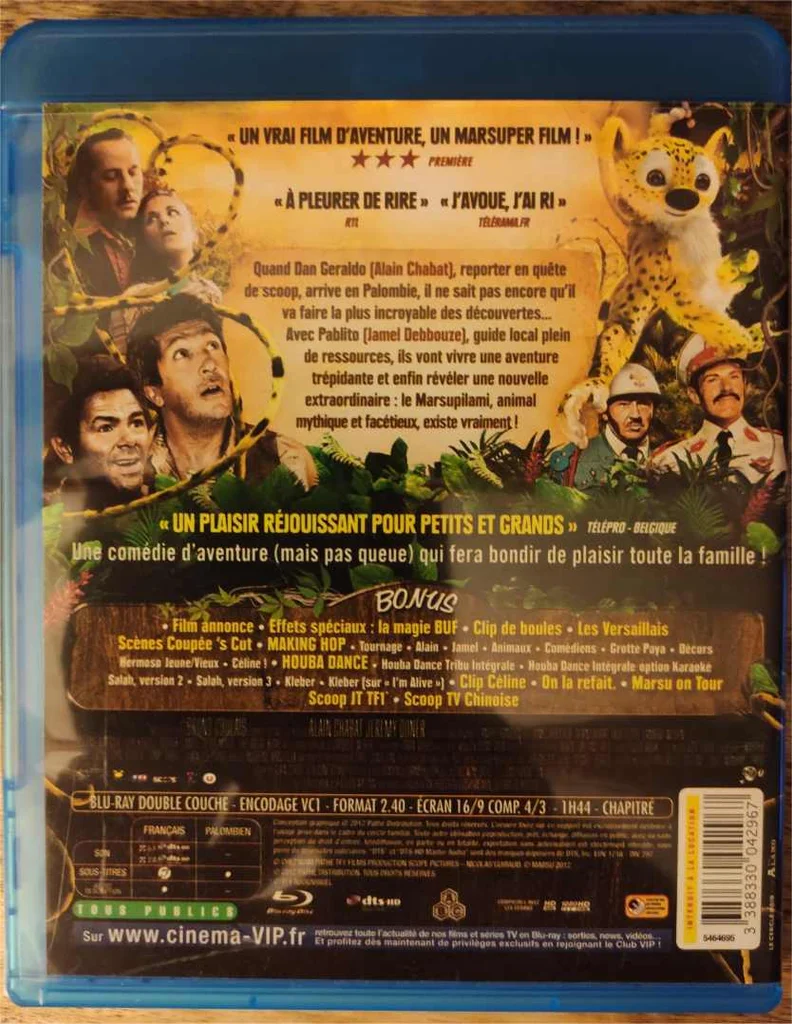 « UN VRAI FILM D'AVENTURE, UN MARSUPER FILM ! »
★★★ PREMIÈRE
« À PLEURER DE RIRE » « J'AVOUE, J'AI RI »
RTL TÉLÉRAMA.FR
Quand Dan Geraldo (Alain Chabat), reporter en quête
de scoop, arrive en Palombie, il ne sait pas encore qu'il
va faire la plus incroyable des découvertes...
Avec Pablito (Jamel Debbouze), guide local plein
de ressources, ils vont vivre une aventure
trépidante et enfin révéler une nouvelle
extraordinaire : le Marsupilami, animal
mythique et facétieux, existe vraiment !
« UN PLAISIR RÉJOUISSANT POUR PETITS ET GRANDS » TÉLÉPRO - BELGIQUE
Une comédie d'aventure (mais pas queue) qui fera bondir de plaisir toute la famille !
BONUS
• Film annonce • Effets spéciaux : la magie BUF • Clip de boules • Les Versaillais
Scènes Coupée 's Cut • MAKING HOP • Tournage • Alain • Jamel • Animaux • Comédiens • Grotte Paya • Décors
Hermoso Jeune/Vieux • Céline ! • HOUBA DANCE • Houba Dance Tribu Intégrale • Houba Dance Intégrale option Karaoké
Salah, version 2 • Salah, version 3 • Kleber • Kleber (sur « I'm Alive ») • Clip Céline • On la refait. • Marsu on Tour
Scoop JT TF1 • Scoop TV Chinoise
ALAIN CHABAT JEREMY DONER
BLU-RAY DOUBLE COUCHE - ENCODAGE VC1 - FORMAT 2.40 - ÉCRAN 16/9 COMP. 4/3 - 1H44 - CHAPITRÉ
FRANÇAIS PALOMBIEN
SON
SOUS-TITRES
TOUS PUBLICS
Blu-ray Disc
dts-HD
INTERDIT À LA LOCATION
3 388330 042967
5464695
Sur www.cinema-VIP.fr retrouvez toute l'actualité de nos films et séries TV en Blu-ray : sorties, news, vidéos...
Et profitez dès maintenant de privilèges exclusifs en rejoignant le Club VIP !